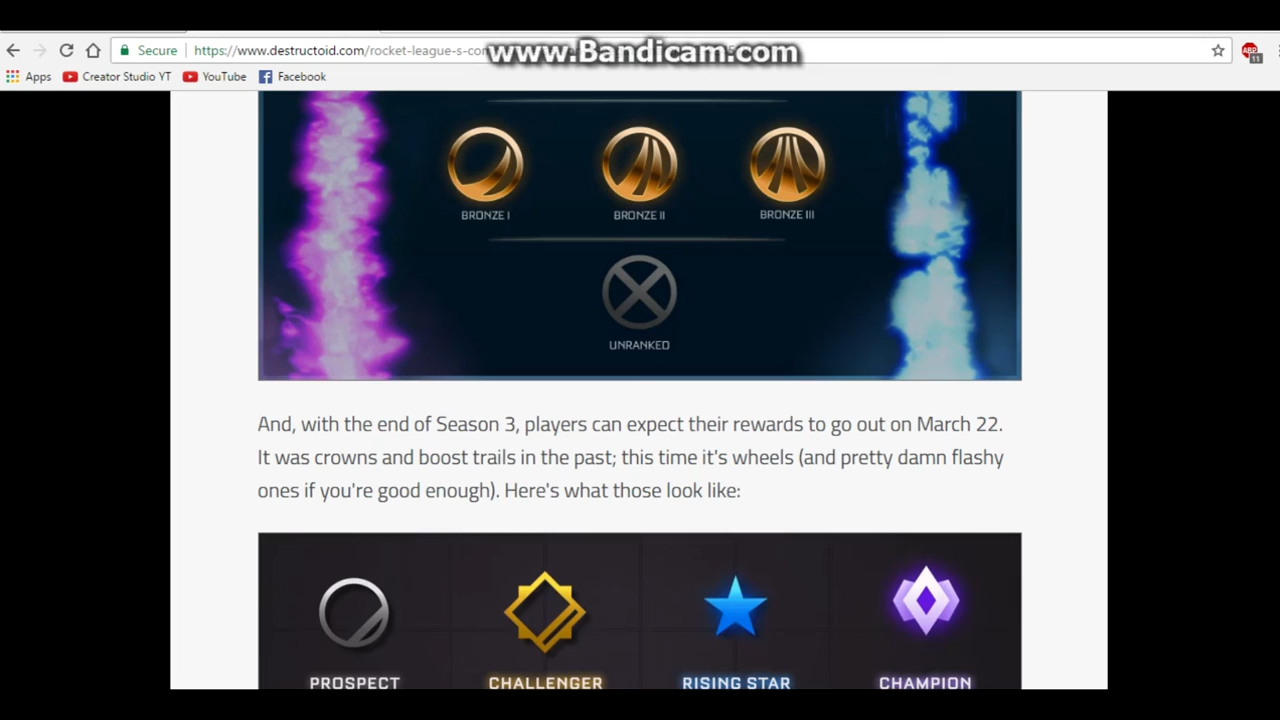 www.Bandicam.com
Secure https://www.destructoid.com/rocket-league-s-co
Apps Creator Studio YT YouTube Facebook
ABP
11
BRONZE I BRONZE II BRONZE III
UNRANKED
And, with the end of Season 3, players can expect their rewards to go out on March 22.
It was crowns and boost trails in the past; this time it's wheels (and pretty damn flashy
ones if you're good enough). Here's what those look like:
PROSPECT CHALLENGER RISING STAR CHAMPION